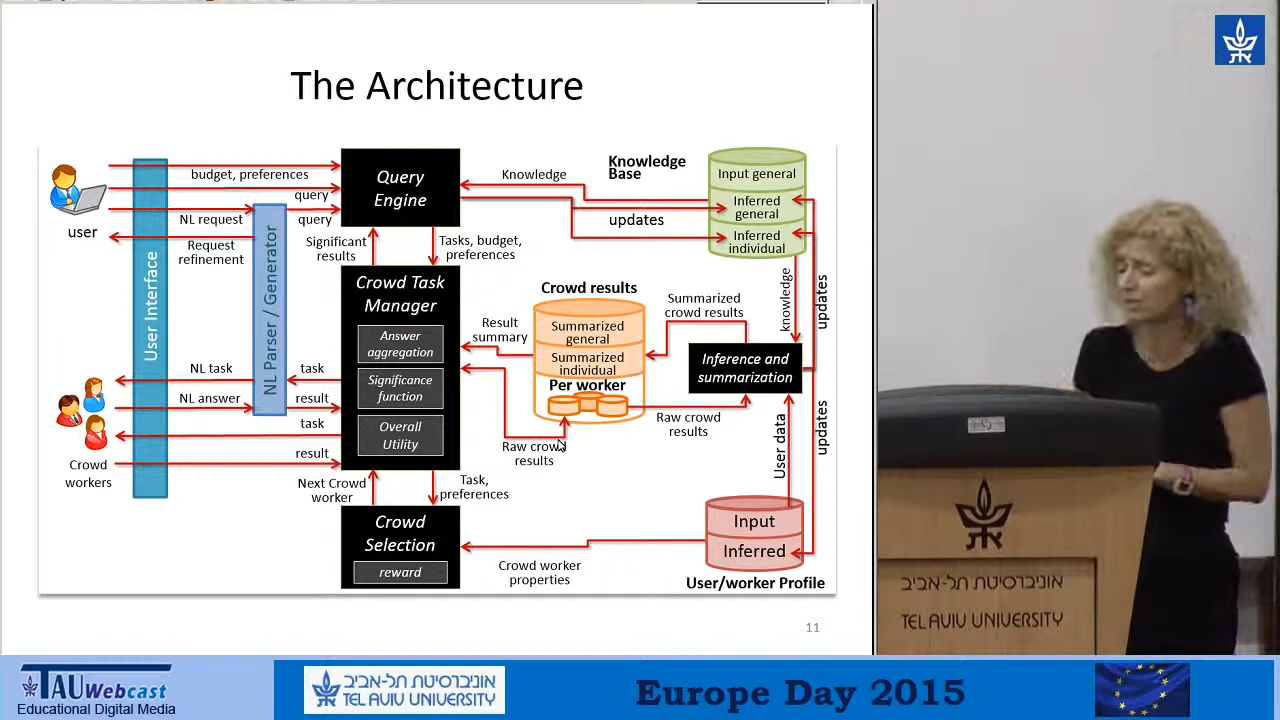 The Architecture
user
User Interface
budget, preferences
query
NL request
query
Request
refinement
NL Parser / Generator
Query
Engine
Knowledge
updates
Knowledge
Base
Input general
Inferred
general
Inferred
individual
Significant
results
Tasks, budget,
preferences
Crowd Task
Manager
Answer
aggregation
Significance
function
Overall
Utility
Result
summary
Crowd results
Summarized
general
Summarized
individual
Per worker
Summarized
crowd results
knowledge
updates
Inference and
summarization
Raw crowd
results
Raw crowd
results
User data
updates
NL task
task
NL answer
result
task
result
Crowd
workers
Next Crowd
worker
Task,
preferences
Crowd
Selection
reward
Crowd worker
properties
Input
Inferred
User/worker Profile
11
אוניברסיטת תל-אביב
TEL AVIV UNIVERSITY
TAU Webcast
Educational Digital Media
אוניברסיטת תל-אביב
TEL AVIV UNIVERSITY
Europe Day 2015